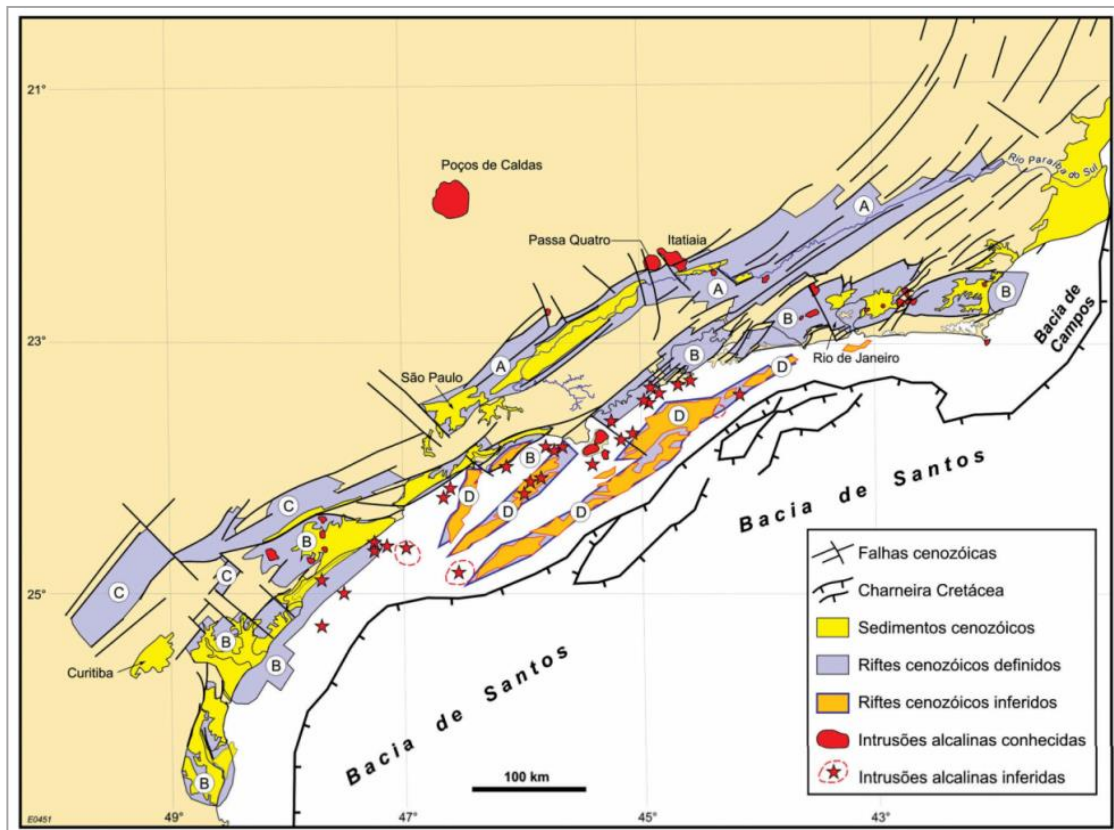 21°
Poços de Caldas
Rio Paraíba do Sul
A
Passa Quatro
Itatiaia
A
B
B
Bacia de
Campos
23°
B
Rio de Janeiro
A
São Paulo
D
D
B
D
D
D
Bacia de Santos
C
B
C
C
25°
B
Curitiba
B
B
Bacia de Santos
100 km
Falhas cenozóicas
Charneira Cretácea
Sedimentos cenozóicos
Riftes cenozóicos definidos
Riftes cenozóicos inferidos
Intrusões alcalinas conhecidas
Intrusões alcalinas inferidas
E0451
49°
47°
45°
43°